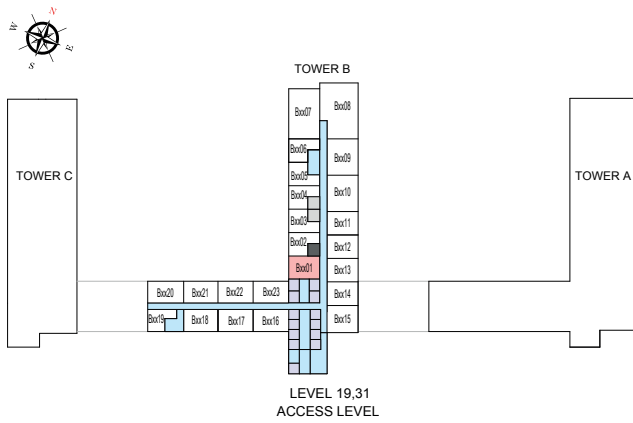 N
W
E
S
TOWER B
Bxx07
Bxx08
Bxx06
Bxx09
Bxx05
TOWER C
TOWER A
Bxx04
Bxx10
Bxx03
Bxx11
Bxx02
Bxx12
Bxx01
Bxx13
Bxx20 Bxx21 Bxx22 Bxx23
Bxx14
Bxx19 Bxx18 Bxx17 Bxx16
Bxx15
LEVEL 19,31
ACCESS LEVEL